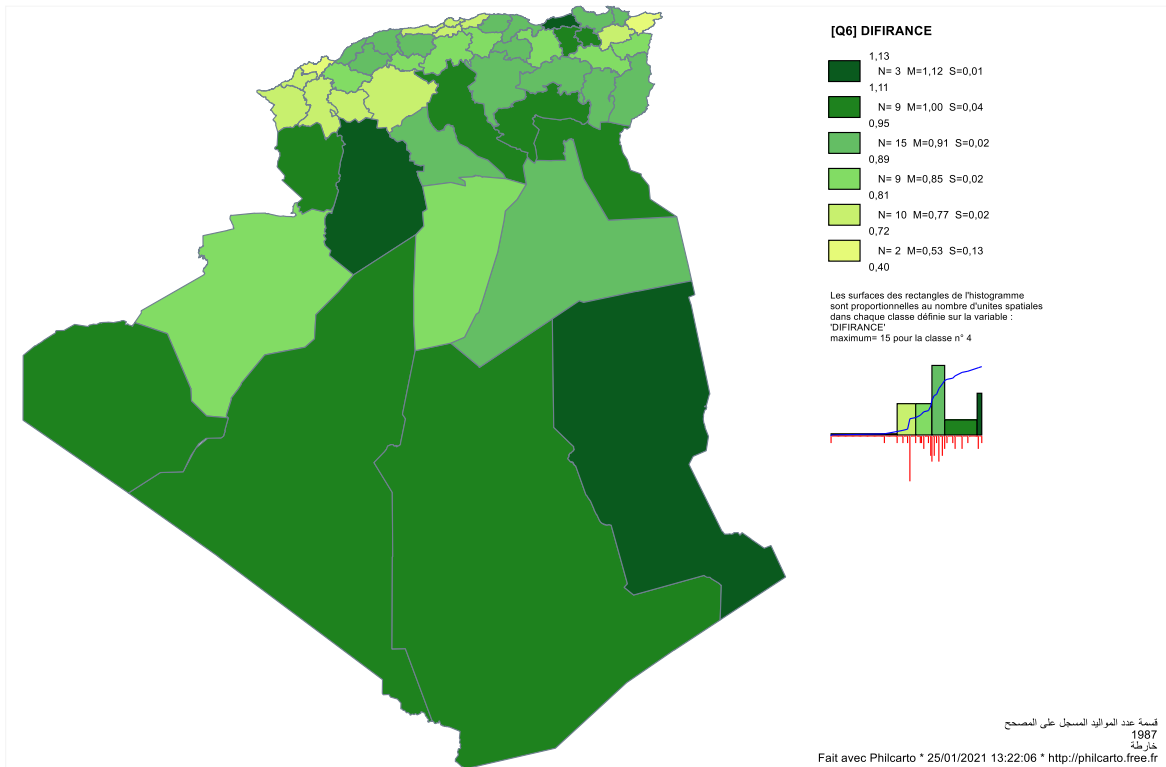 [Q6] DIFIRANCE
1,13
N= 3 M=1,12 S=0,01
1,11
N= 9 M=1,00 S=0,04
0,95
N= 15 M=0,91 S=0,02
0,89
N= 9 M=0,85 S=0,02
0,81
N= 10 M=0,77 S=0,02
0,72
N= 2 M=0,53 S=0,13
0,40
Les surfaces des rectangles de l'histogramme
sont proportionnelles au nombre d'unites spatiales
dans chaque classe définie sur la variable :
'DIFIRANCE'
maximum= 15 pour la classe n° 4
قسمة عدد المواليد المسجل على المصحح
1987
خارطة
Fait avec Philcarto * 25/01/2021 13:22:06 * http://philcarto.free.fr